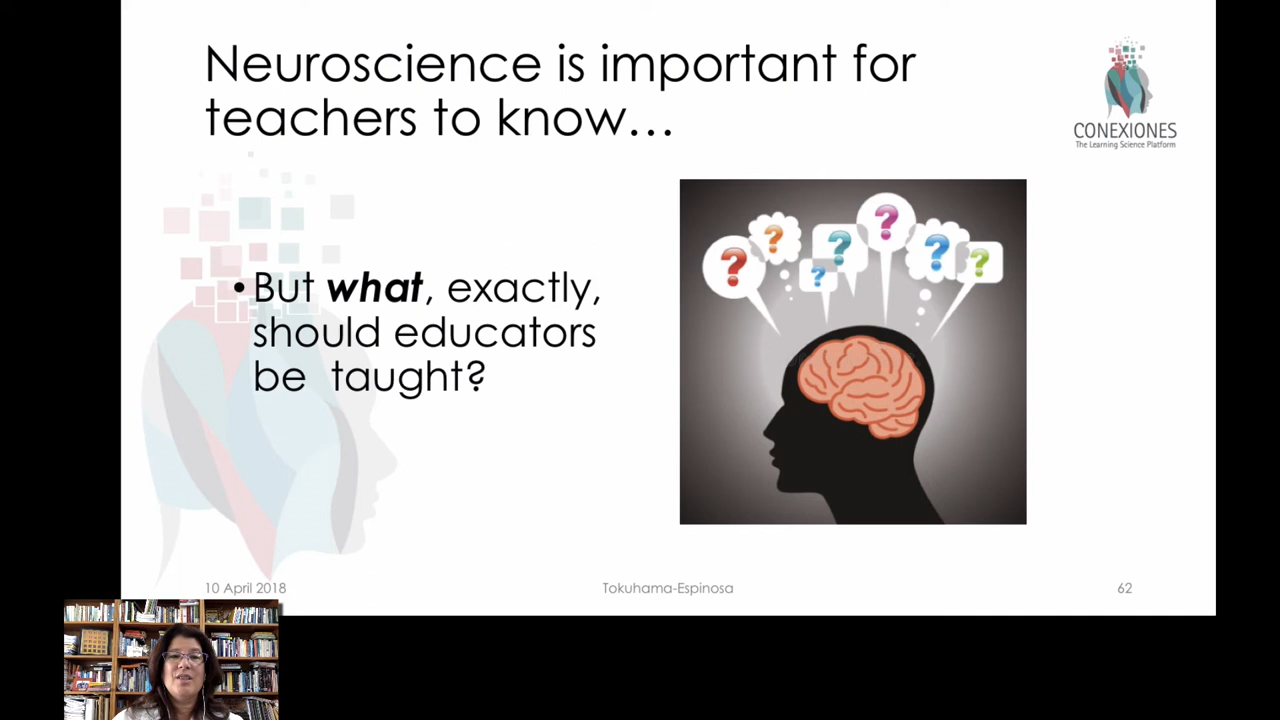 Neuroscience is important for
teachers to know…
CONEXIONES
The Learning Science Platform
• But what, exactly,
should educators
be taught?
? ? ? ? ? ? ?
10 April 2018
Tokuhama-Espinosa
62